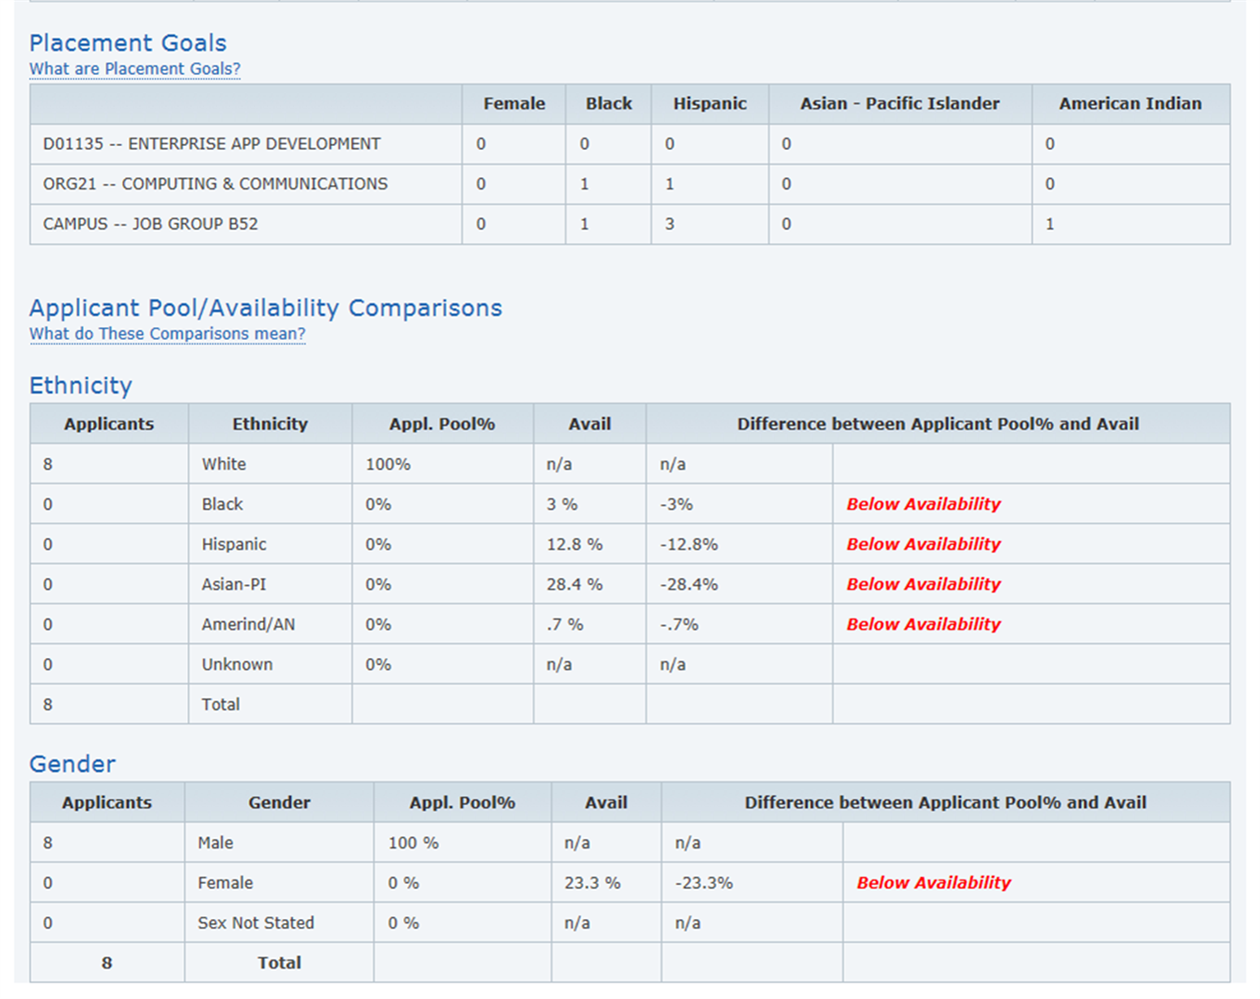 Placement Goals
What are Placement Goals?
Female Black Hispanic Asian - Pacific Islander American Indian
D01135 -- ENTERPRISE APP DEVELOPMENT 0 0 0 0 0
ORG21 -- COMPUTING & COMMUNICATIONS 0 1 1 0 0
CAMPUS -- JOB GROUP B52 0 1 3 0 1
Applicant Pool/Availability Comparisons
What do These Comparisons mean?
Ethnicity
Applicants Ethnicity Appl. Pool% Avail Difference between Applicant Pool% and Avail
8 White 100% n/a n/a
0 Black 0% 3 % -3% Below Availability
0 Hispanic 0% 12.8 % -12.8% Below Availability
0 Asian-PI 0% 28.4 % -28.4% Below Availability
0 Amerind/AN 0% .7 % -.7% Below Availability
0 Unknown 0% n/a n/a
8 Total
Gender
Applicants Gender Appl. Pool% Avail Difference between Applicant Pool% and Avail
8 Male 100 % n/a n/a
0 Female 0 % 23.3 % -23.3% Below Availability
0 Sex Not Stated 0 % n/a n/a
8 Total